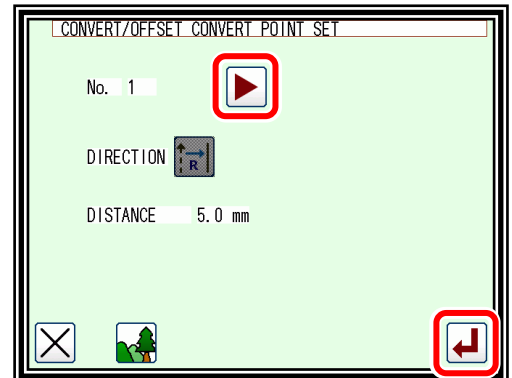 CONVERT/OFFSET CONVERT POINT SET
No. 1
DIRECTION R
DISTANCE 5.0 mm